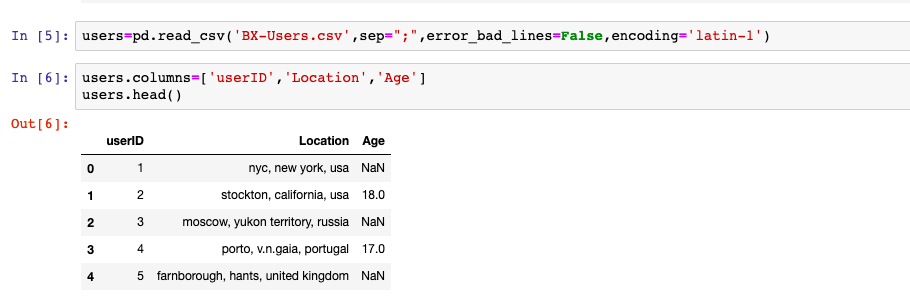 In [5]: users=pd.read_csv('BX-Users.csv',sep=";",error_bad_lines=False,encoding='latin-1')
In [6]: users.columns=['userID','Location','Age']
users.head()
Out[6]:
userID Location Age
0 1 nyc, new york, usa NaN
1 2 stockton, california, usa 18.0
2 3 moscow, yukon territory, russia NaN
3 4 porto, v.n.gaia, portugal 17.0
4 5 farnborough, hants, united kingdom NaN